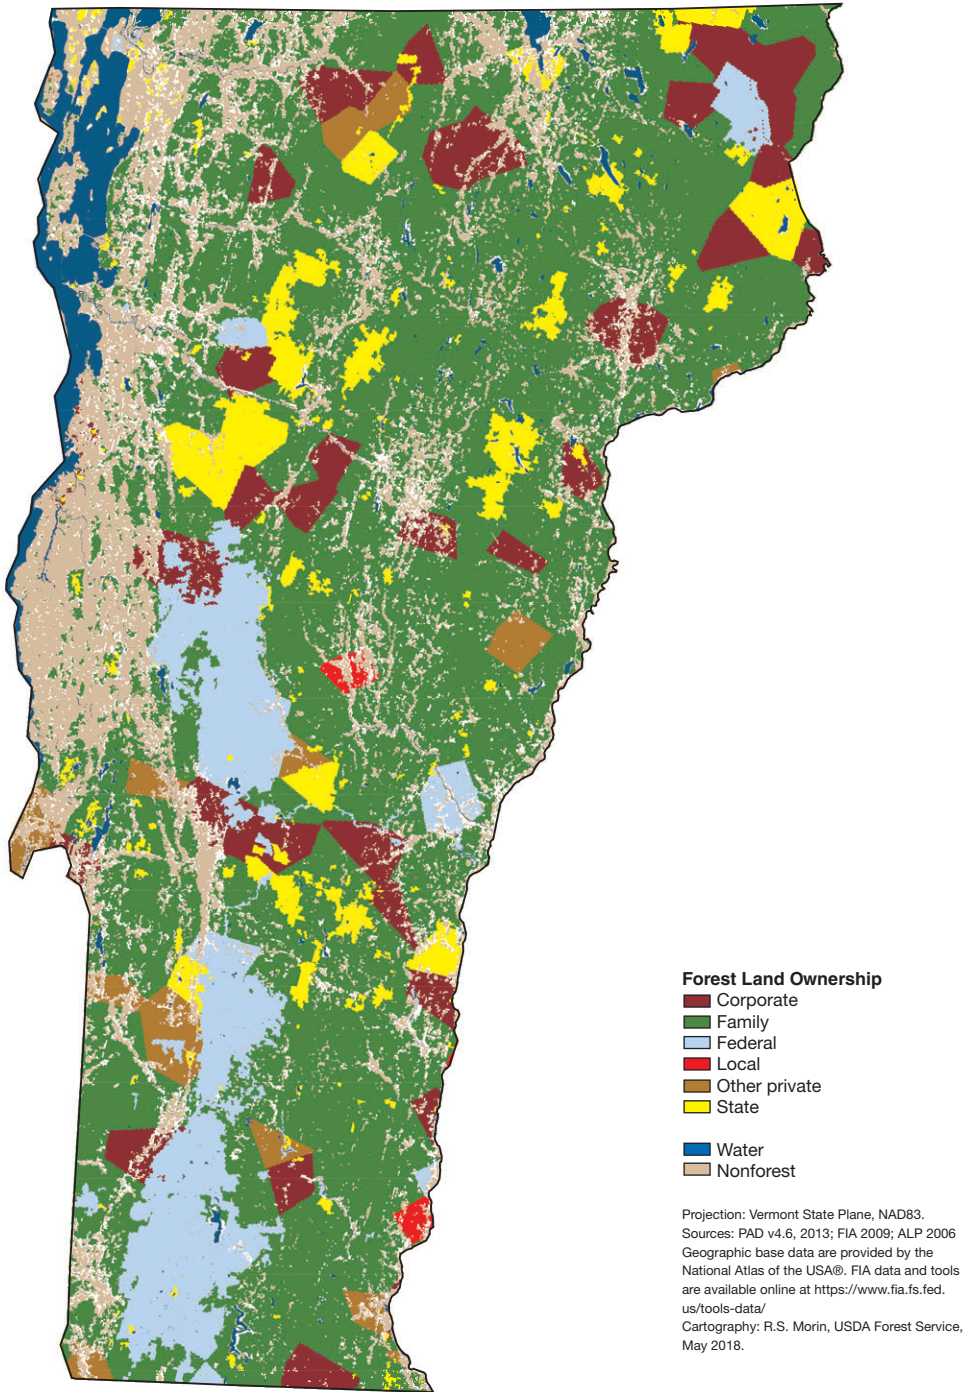 Forest Land Ownership
Corporate
Family
Federal
Local
Other private
State
Water
Nonforest
Projection: Vermont State Plane, NAD83.
Sources: PAD v4.6, 2013; FIA 2009; ALP 2006
Geographic base data are provided by the
National Atlas of the USA®. FIA data and tools
are available online at https://www.fia.fs.fed.
us/tools-data/
Cartography: R.S. Morin, USDA Forest Service,
May 2018.